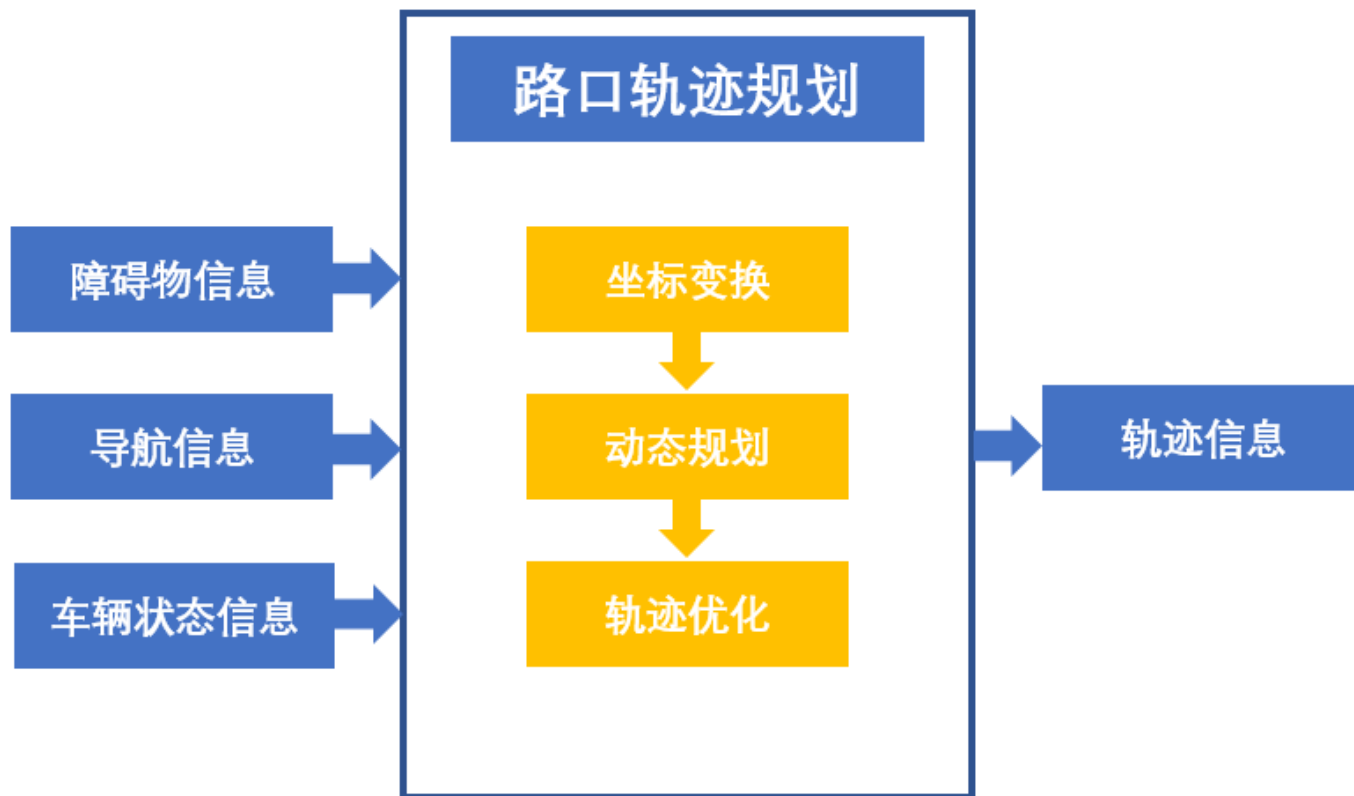 路口轨迹规划
障碍物信息
坐标变换
导航信息
动态规划
轨迹信息
车辆状态信息
轨迹优化